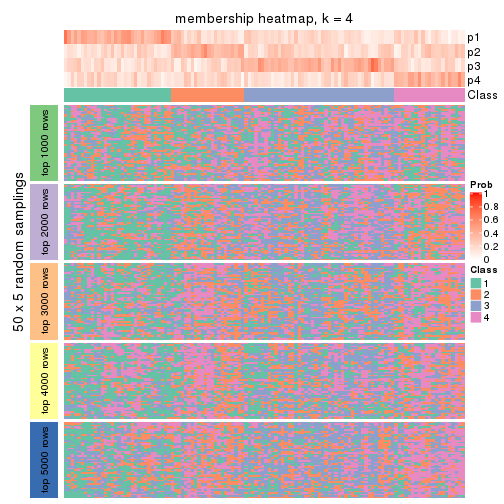 membership heatmap, k = 4
p1
p2
p3
p4
Class
50 x 5 random samplings
top 1000 rows
top 2000 rows
top 3000 rows
top 4000 rows
top 5000 rows
Prob
1
0.8
0.6
0.4
0.2
0
Class
1
2
3
4